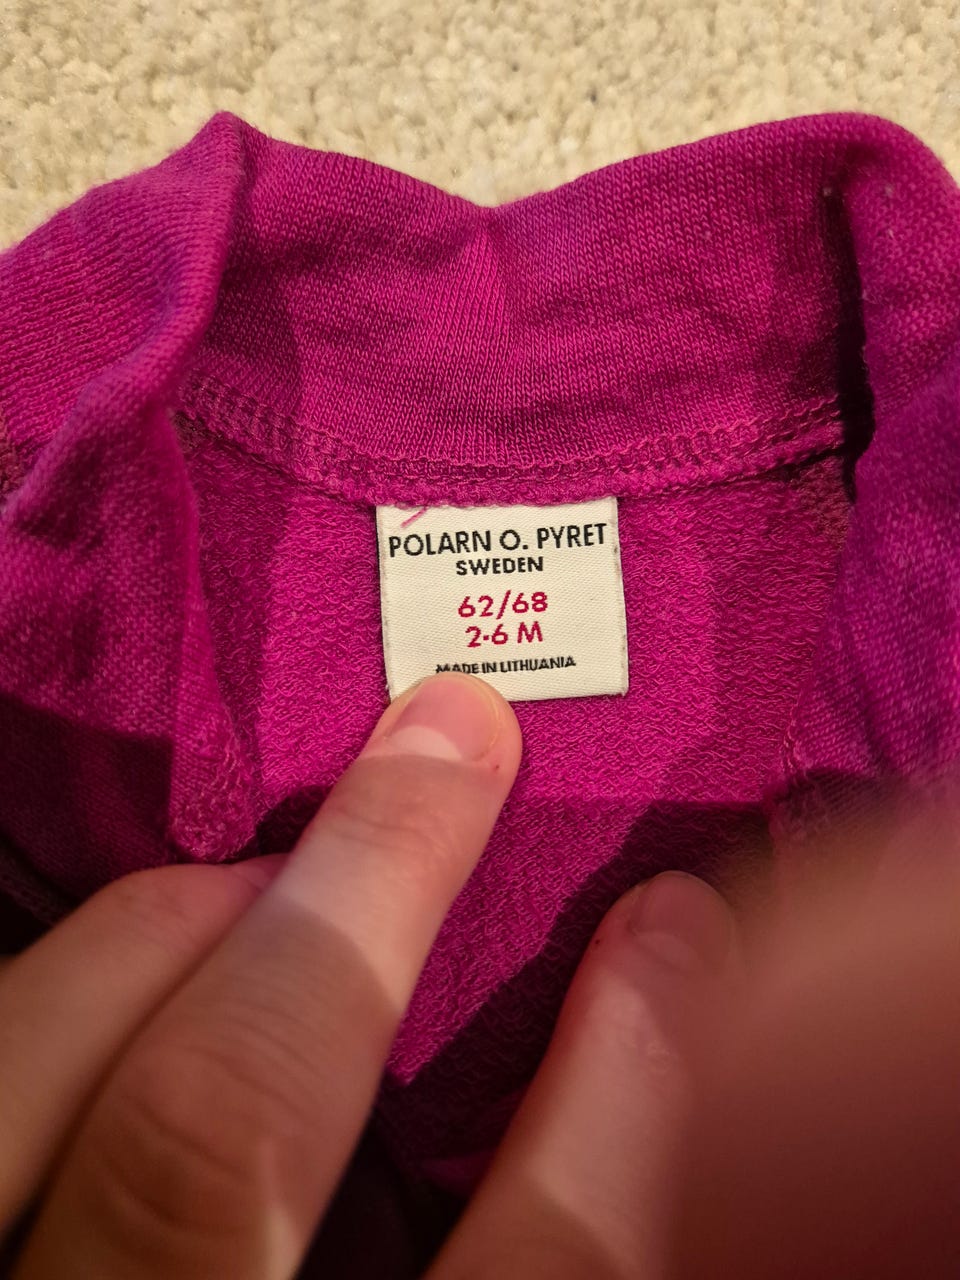 POLARN O. PYRET
SWEDEN
62/68
2-6 M
MADE IN LITHUANIA